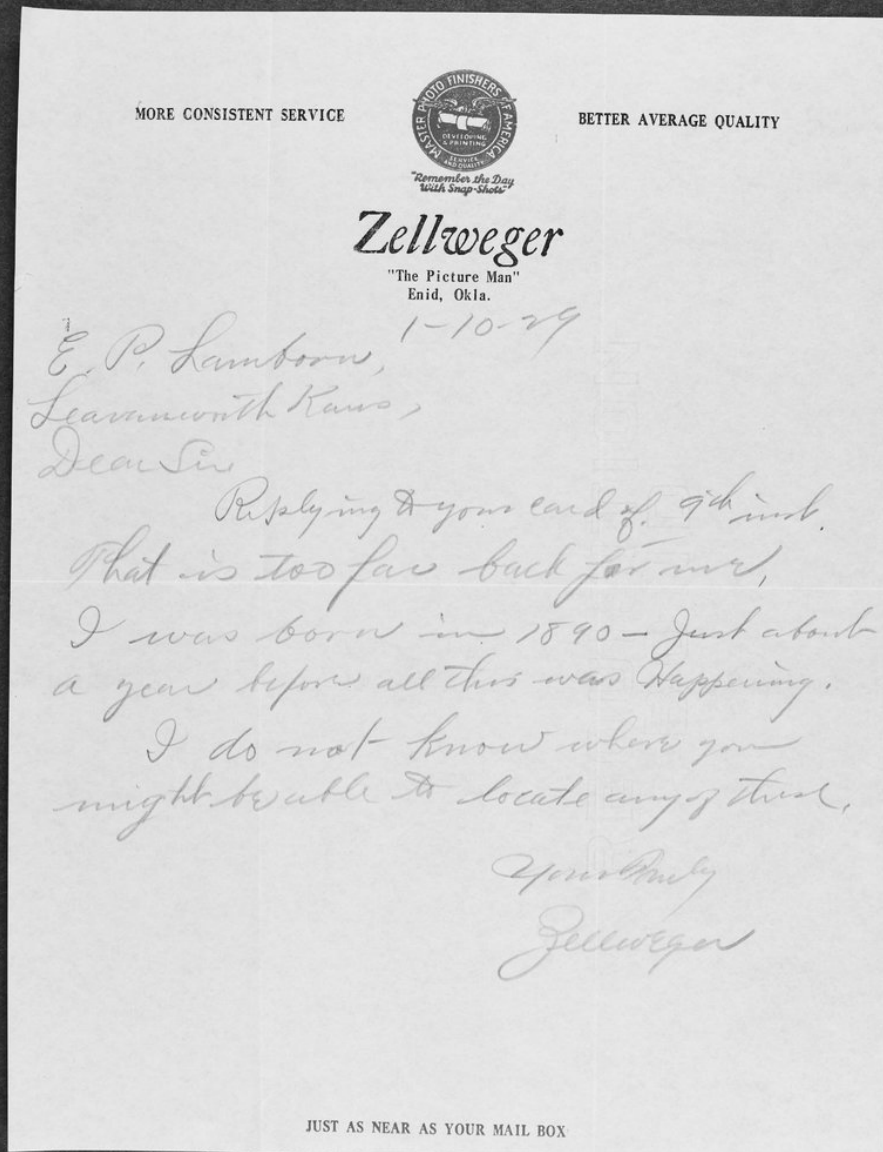 MORE CONSISTENT SERVICE
MASTER PHOTO FINISHERS OF AMERICA
DEVELOPING
& PRINTING
SERVICE
AND QUALITY
"Remember the Day
With Snap-Shots"
BETTER AVERAGE QUALITY
Zellweger
"The Picture Man"
Enid, Okla.
1-10-29
E. P. Lamborn,
Leavenworth Kans,
Dear Sir
Replying to your card of 9th inst.
That is too far back for me,
I was born in 1890 - Just about
a year before all this was Happening.
I do not know where you
might be able to locate any of these.
Yours Truly
Zellweger
JUST AS NEAR AS YOUR MAIL BOX